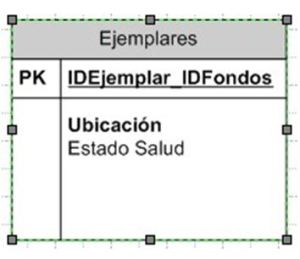 Ejemplares
PK IDEjemplar_IDFondos
Ubicación
Estado Salud